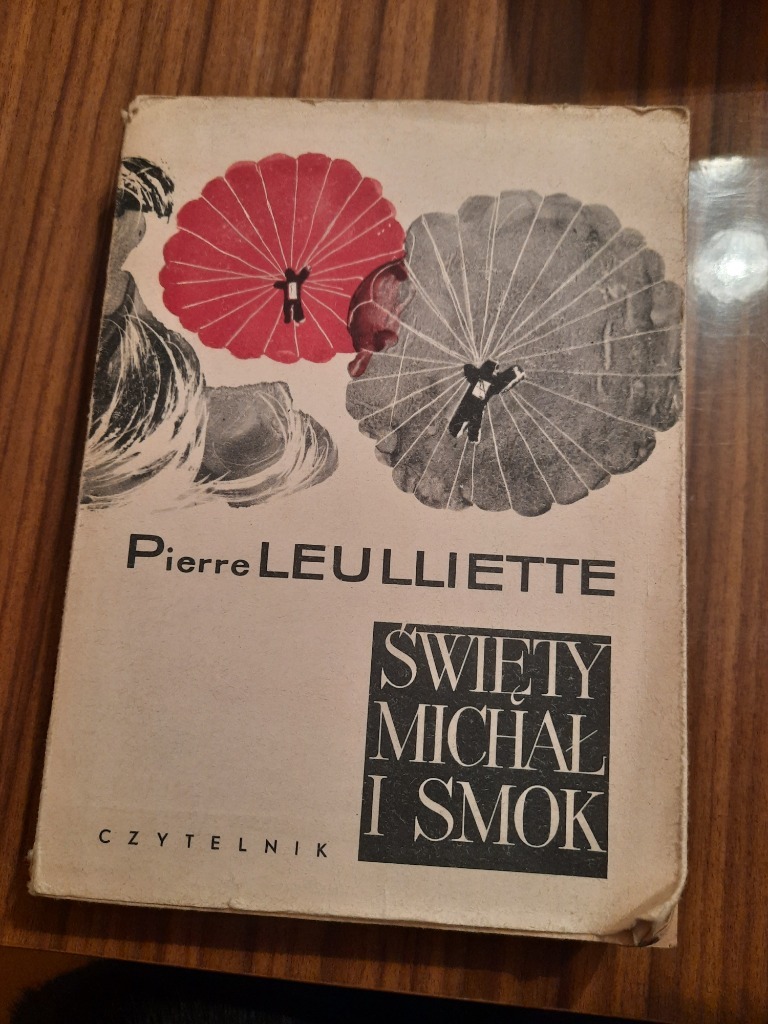 Pierre LEULLIETTE
ŚWIĘTY
MICHAŁ
I SMOK
CZYTELNIK